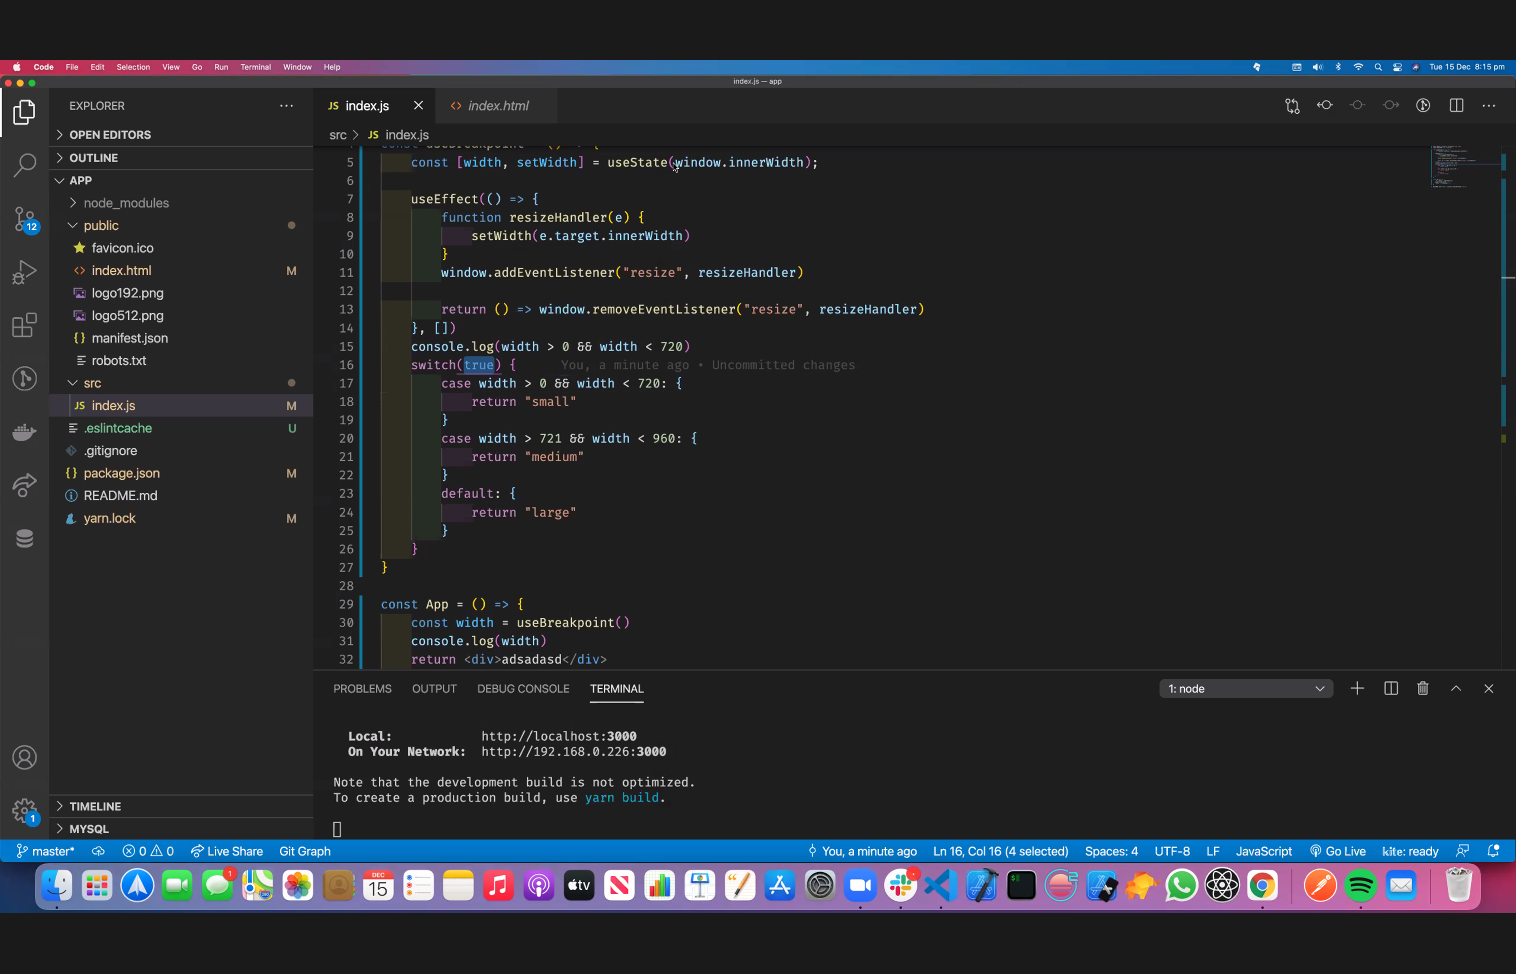 Code File Edit Selection View Go Run Terminal Window Help
Tue 15 Dec 8:15 pm
index.js — app
EXPLORER
OPEN EDITORS
OUTLINE
APP
node_modules
public
favicon.ico
index.html M
logo192.png
logo512.png
manifest.json
robots.txt
src
JS index.js M
.eslintcache U
.gitignore
package.json M
README.md
yarn.lock M
TIMELINE
MYSQL
12
1
JS index.js
index.html
src > JS index.js
const useBreakpoint = () => {
5 const [width, setWidth] = useState(window.innerWidth);
6
7 useEffect(() => {
8 function resizeHandler(e) {
9 setWidth(e.target.innerWidth)
10 }
11 window.addEventListener("resize", resizeHandler)
12
13 return () => window.removeEventListener("resize", resizeHandler)
14 }, [])
15 console.log(width > 0 && width < 720)
16 switch(true) { You, a minute ago • Uncommitted changes
17 case width > 0 && width < 720: {
18 return "small"
19 }
20 case width > 721 && width < 960: {
21 return "medium"
22 }
23 default: {
24 return "large"
25 }
26 }
27 }
28
29 const App = () => {
30 const width = useBreakpoint()
31 console.log(width)
32 return <div>adsadasd</div>
PROBLEMS OUTPUT DEBUG CONSOLE TERMINAL
1: node
Local: http://localhost:3000
On Your Network: http://192.168.0.226:3000
Note that the development build is not optimized.
To create a production build, use yarn build.
master* 0 0 Live Share Git Graph You, a minute ago Ln 16, Col 16 (4 selected) Spaces: 4 UTF-8 LF JavaScript Go Live kite: ready
1
DEC
15
tv